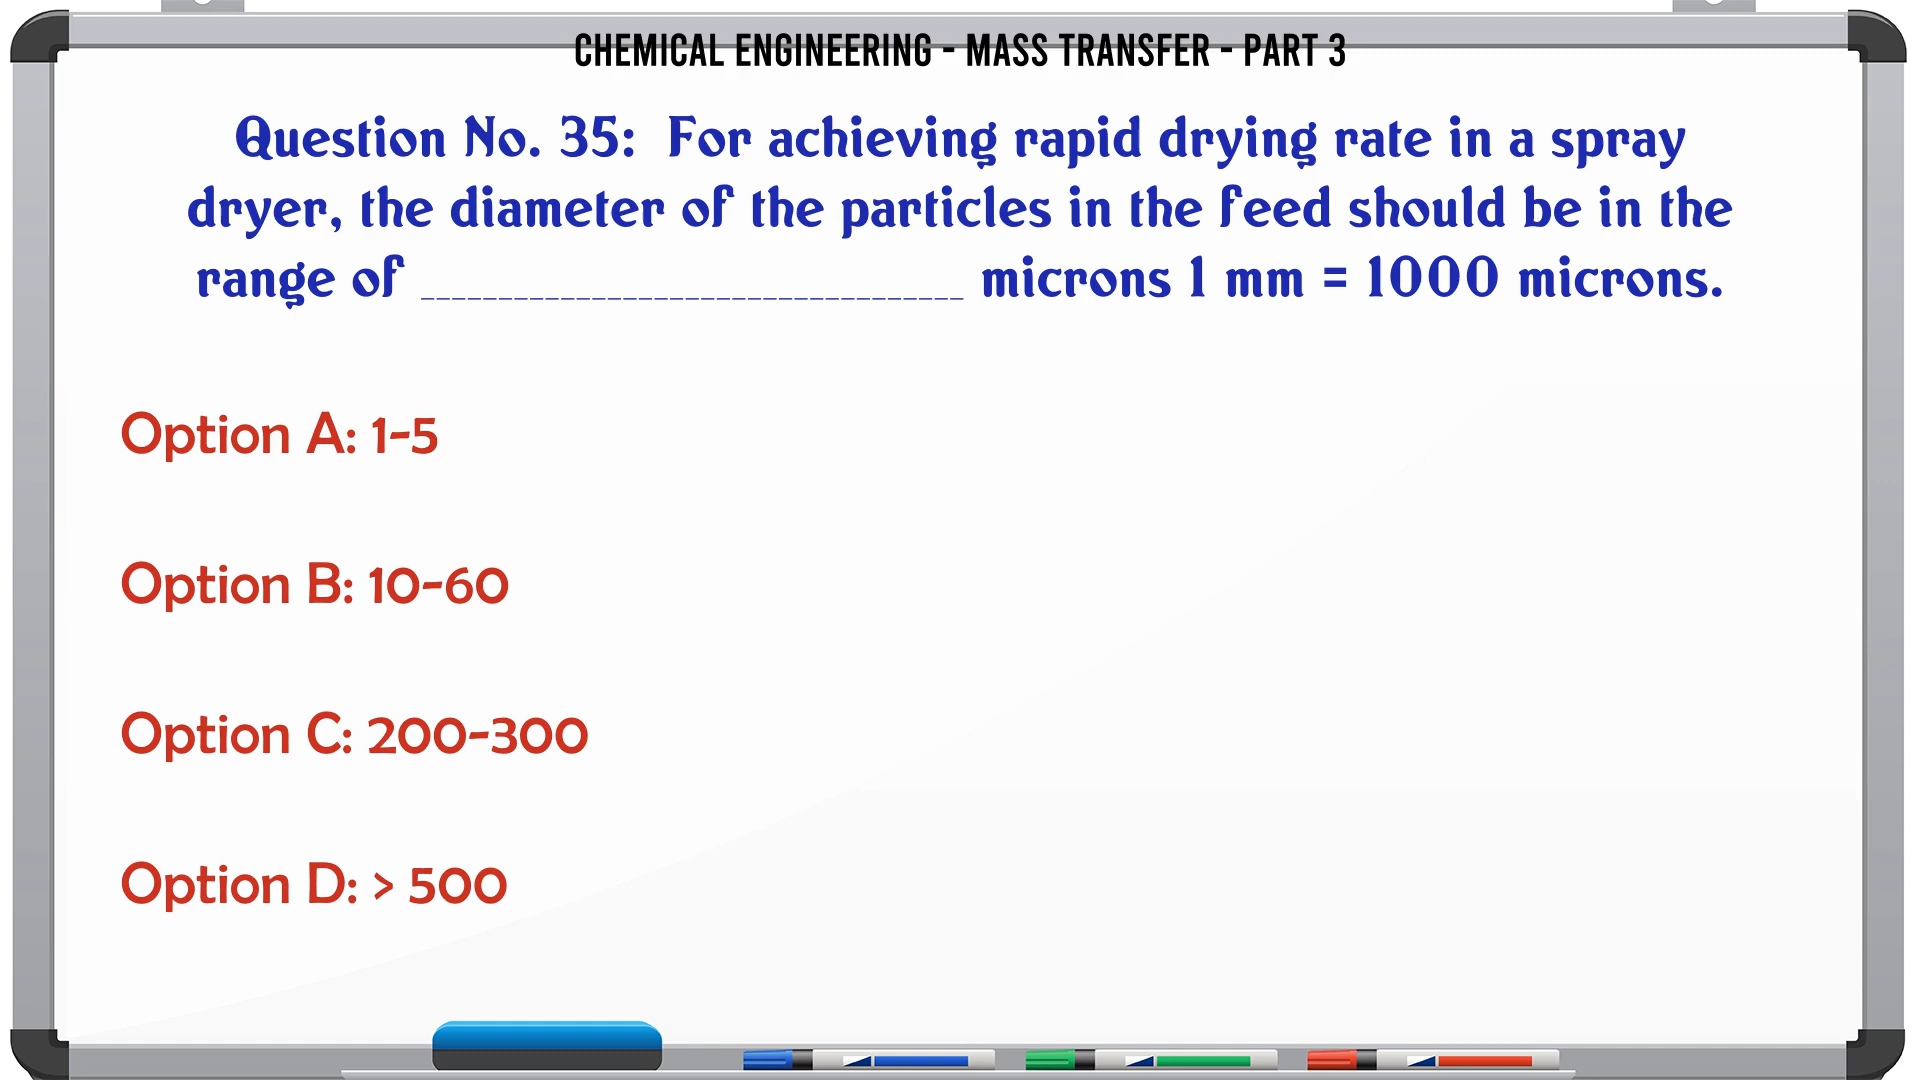 CHEMICAL ENGINEERING - MASS TRANSFER - PART 3
Question No. 35: For achieving rapid drying rate in a spray
dryer, the diameter of the particles in the feed should be in the
range of ___________________________________ microns 1 mm = 1000 microns.
Option A: 1-5
Option B: 10-60
Option C: 200-300
Option D: > 500